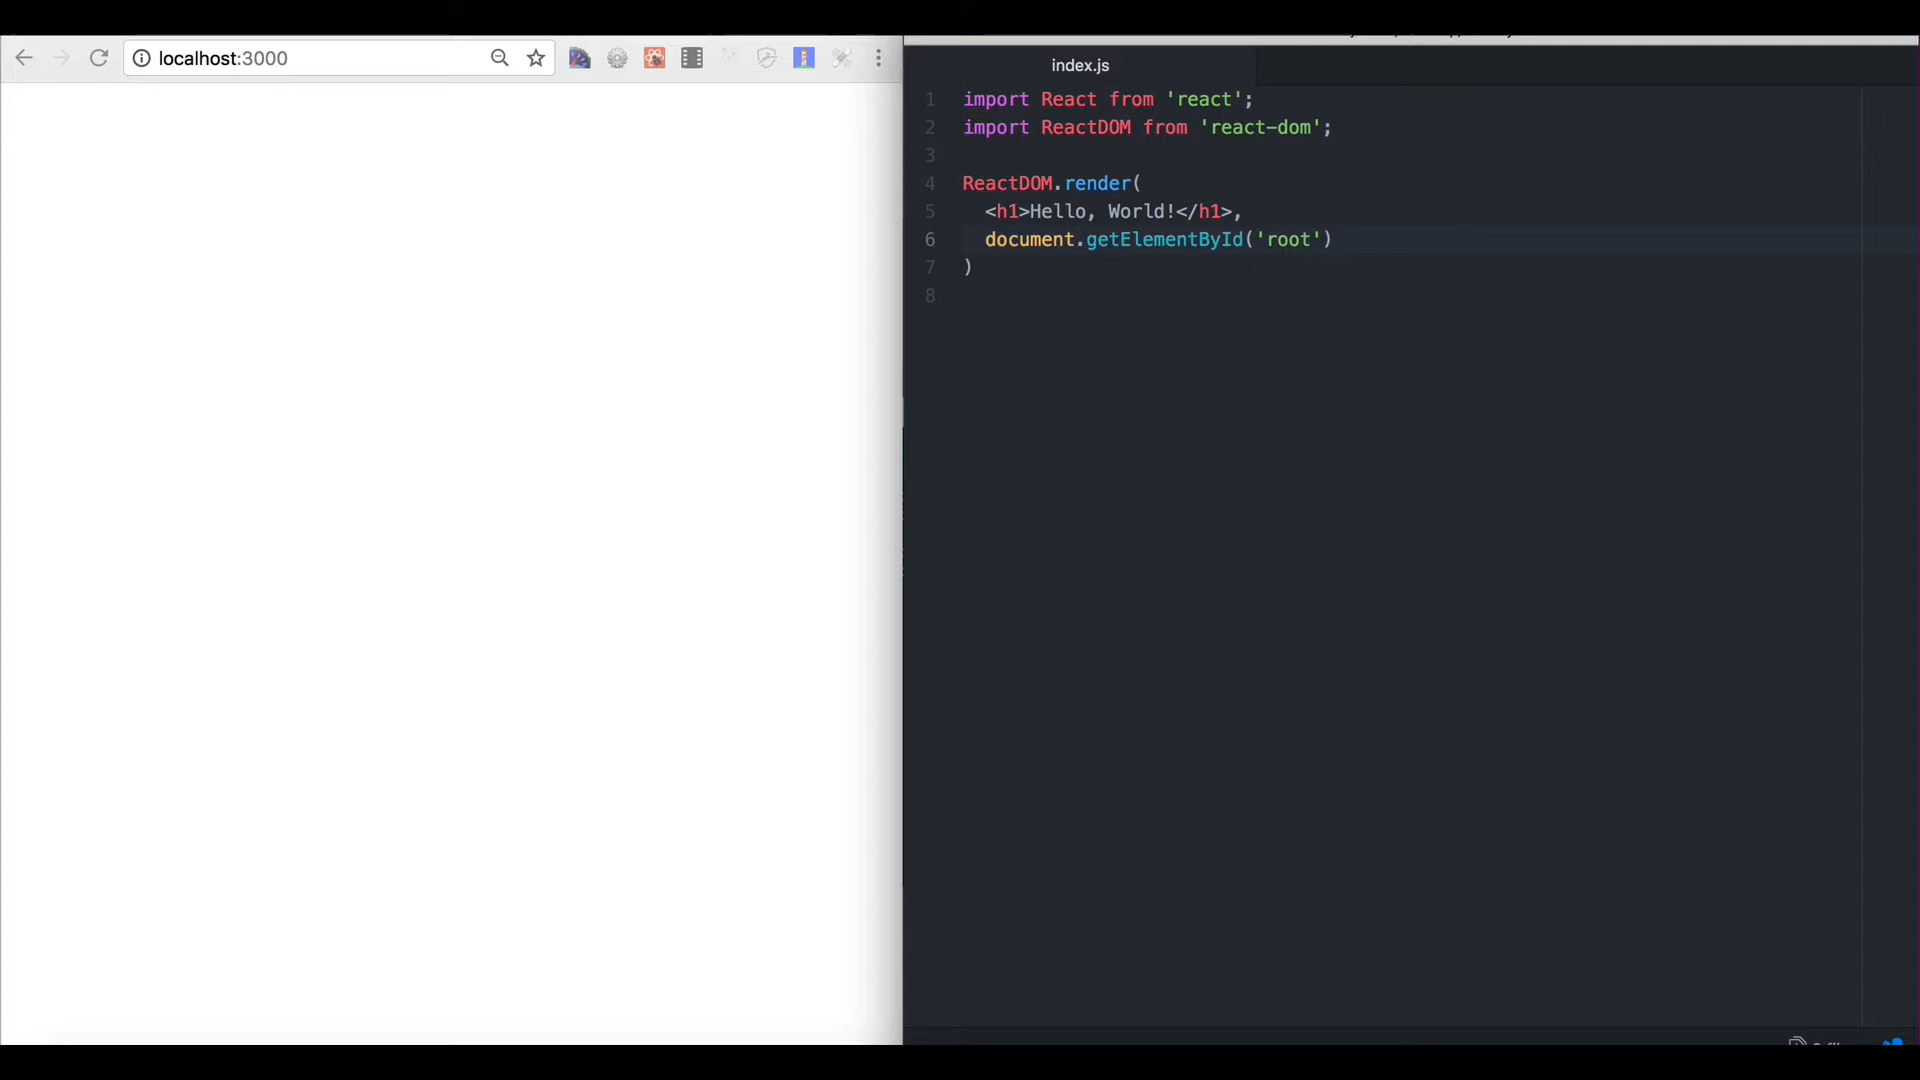 localhost:3000
index.js
1 import React from 'react';
2 import ReactDOM from 'react-dom';
3
4 ReactDOM.render(
5 <h1>Hello, World!</h1>,
6 document.getElementById('root')
7 )
8